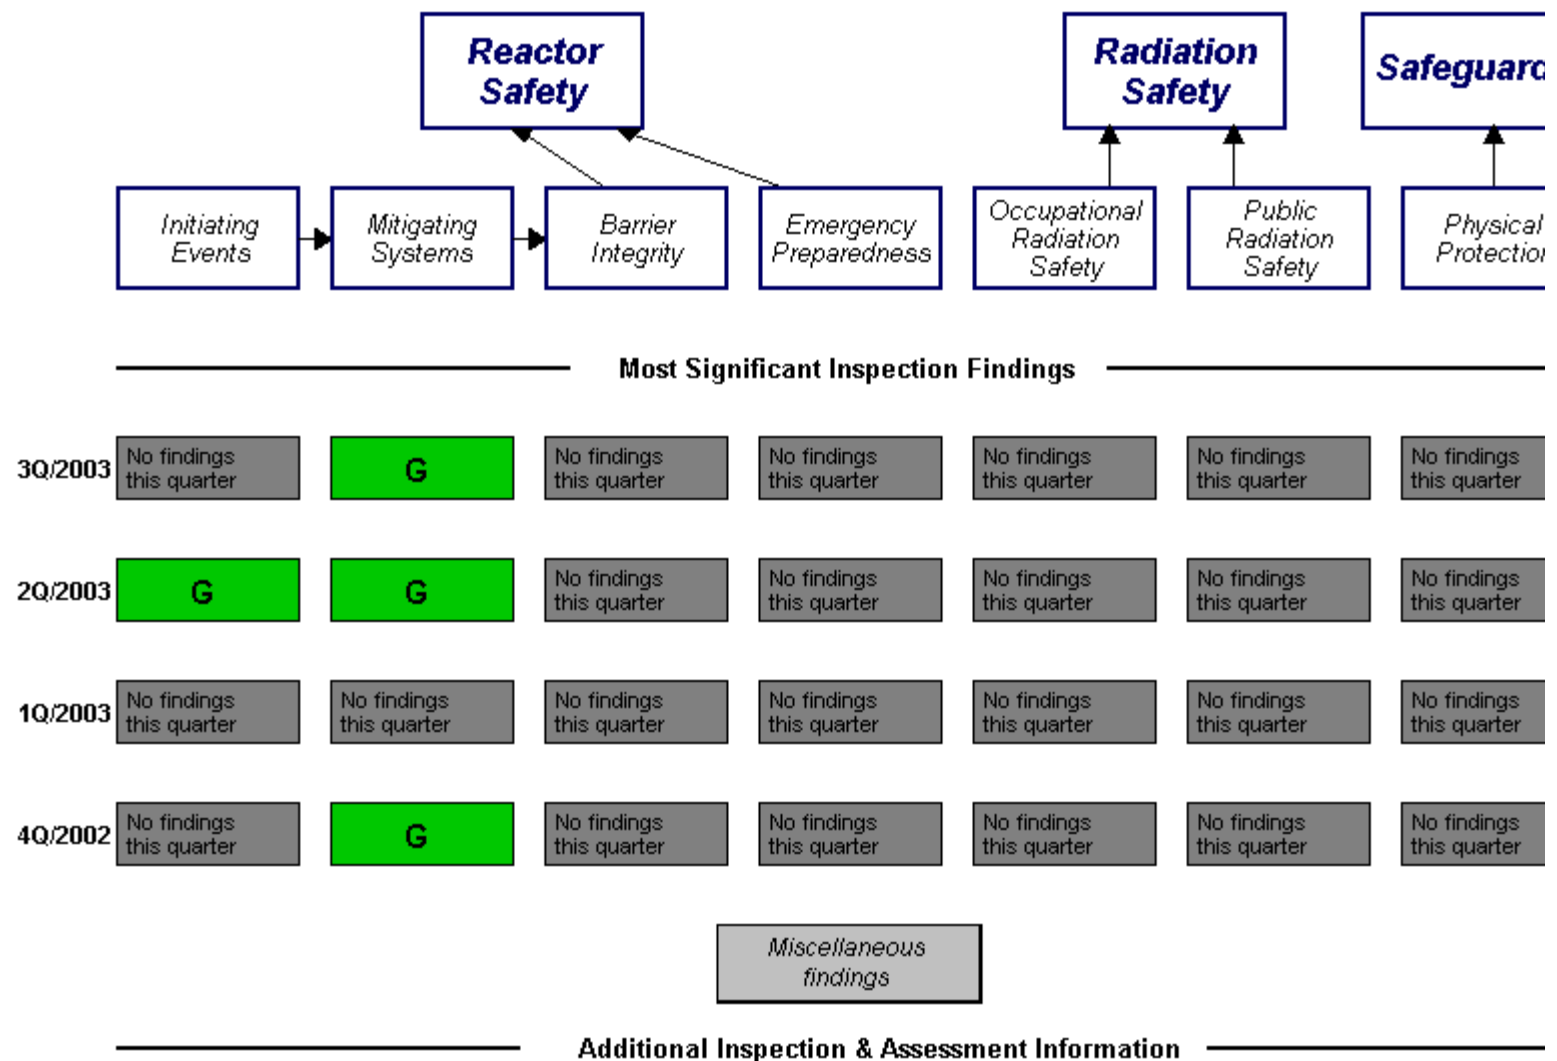 Reactor
Safety
Radiation
Safety
Safeguard
Initiating
Events
Mitigating
Systems
Barrier
Integrity
Emergency
Preparedness
Occupational
Radiation
Safety
Public
Radiation
Safety
Physical
Protection
Most Significant Inspection Findings
3Q/2003
No findings
this quarter
G
No findings
this quarter
No findings
this quarter
No findings
this quarter
No findings
this quarter
No findings
this quarter
2Q/2003
G
G
No findings
this quarter
No findings
this quarter
No findings
this quarter
No findings
this quarter
No findings
this quarter
1Q/2003
No findings
this quarter
No findings
this quarter
No findings
this quarter
No findings
this quarter
No findings
this quarter
No findings
this quarter
No findings
this quarter
4Q/2002
No findings
this quarter
G
No findings
this quarter
No findings
this quarter
No findings
this quarter
No findings
this quarter
No findings
this quarter
Miscellaneous
findings
Additional Inspection & Assessment Information